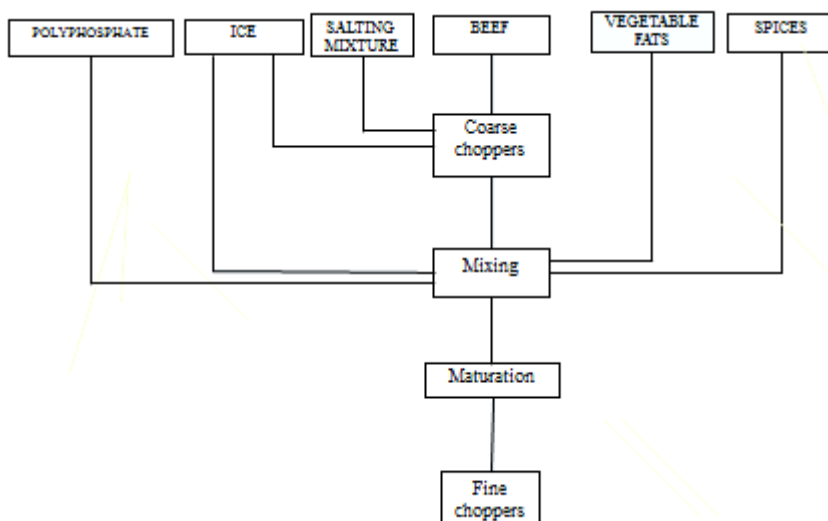 POLYPHOSPHATE
ICE
SALTING
MIXTURE
BEEF
VEGETABLE
FATS
SPICES
Coarse
choppers
Mixing
Maturation
Fine
choppers